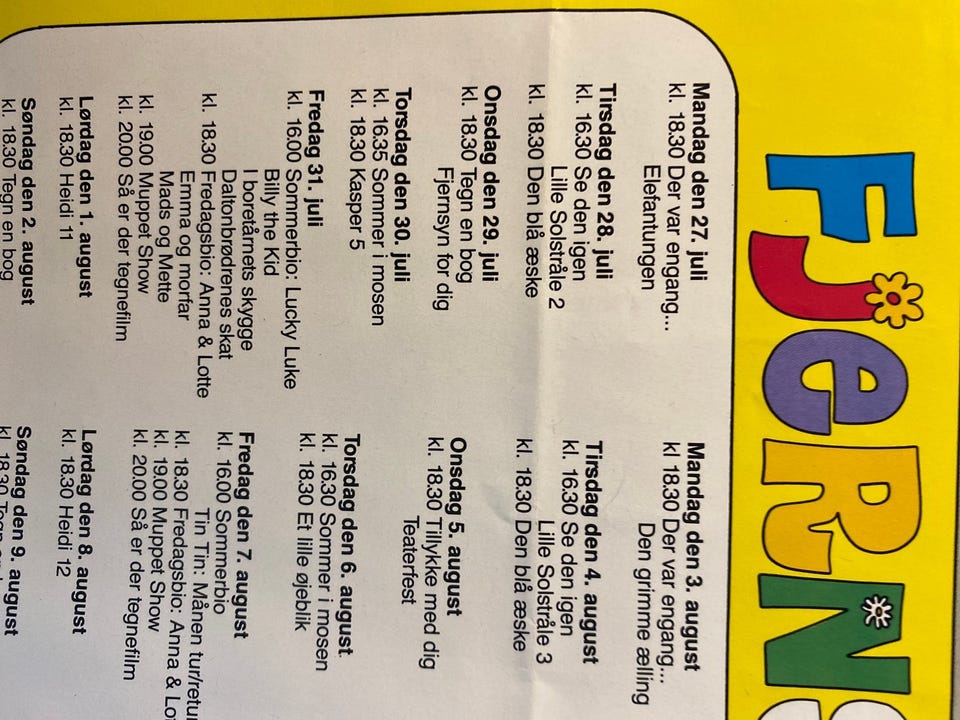 FJERNS
Mandag den 27. juli
kl. 18.30 Der var engang...
Elefantungen
Tirsdag den 28. juli
kl. 16.30 Se den igen
Lille Solstråle 2
kl. 18.30 Den blå æske
Onsdag den 29. juli
kl. 18.30 Tegn en bog
Fjernsyn for dig
Torsdag den 30. juli
kl. 16.35 Sommer i mosen
kl. 18.30 Kasper 5
Fredag 31. juli
kl. 16.00 Sommerbio: Lucky Luke
Billy the Kid
I boretårnets skygge
Daltonbrødrenes skat
kl. 18.30 Fredagsbio: Anna & Lotte
Emma og morfar
Mads og Mette
kl. 19.00 Muppet Show
kl. 20.00 Så er der tegnefilm
Lørdag den 1. august
kl. 18.30 Heidi 11
Søndag den 2. august
kl. 18.30 Tegn en bog
Mandag den 3. august
kl 18.30 Der var engang...
Den grimme ælling
Tirsdag den 4. august
kl. 16.30 Se den igen
Lille Solstråle 3
kl. 18.30 Den blå æske
Onsdag 5. august
kl. 18.30 Tillykke med dig
Teaterfest
Torsdag den 6. august
kl. 16.30 Sommer i mosen
kl. 18.30 Et lille øjeblik
Fredag den 7. august
kl. 16.00 Sommerbio
Tin Tin: Månen tur/retur
kl. 18.30 Fredagsbio: Anna & Lo
kl. 19.00 Muppet Show
kl. 20.00 Så er der tegnefilm
Lørdag den 8. august
kl. 18.30 Heidi 12
Søndag den 9. august
kl. 18.30 Tegn en